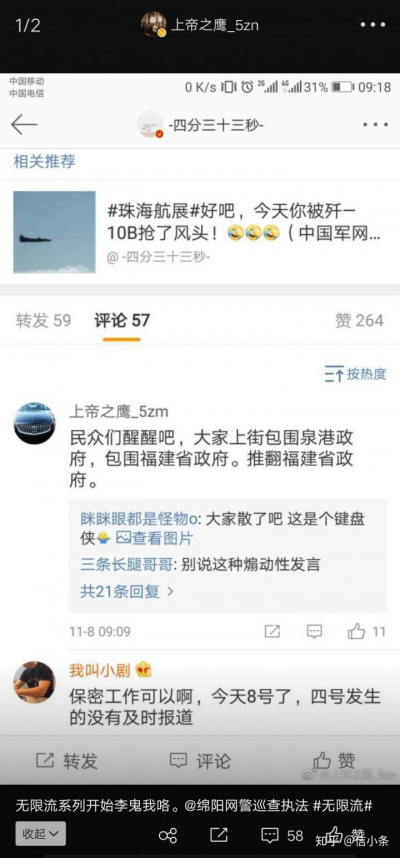 1/2
上帝之鹰_5zn
中国移动
中国电信
0 K/s 26 46 31% 09:18
-四分三十三秒-
相关推荐
#珠海航展#好吧，今天你被歼—
10B抢了风头！🤣🤣🤣（中国军网...
@-四分三十三秒-
转发 59 评论 57 赞 264
按热度
上帝之鹰_5zm
民众们醒醒吧，大家上街包围泉港政
府，包围福建省政府。推翻福建省政
府。
眯眯眼都是怪物o: 大家散了吧 这是个键盘
侠 查看图片
三条长腿哥哥: 别说这种煽动性发言
共21条回复 >
11-8 09:09 11
我叫小剧
保密工作可以啊，今天8号了，四号发生
的没有及时报道
转发 评论 赞
@上帝之鹰_5zn
无限流系列开始李鬼我咯。@绵阳网警巡查执法 #无限流#
收起 58 赞
知乎 @信小条